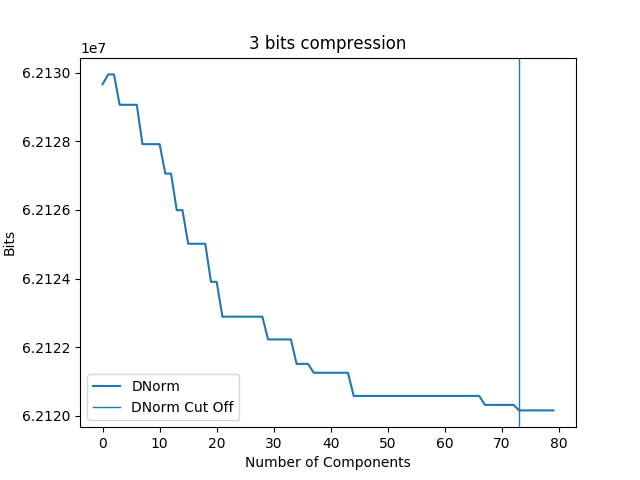 3 bits compression
1e7
6.2130
6.2128
6.2126
6.2124
6.2122
6.2120
Bits
DNorm
DNorm Cut Off
0 10 20 30 40 50 60 70 80
Number of Components